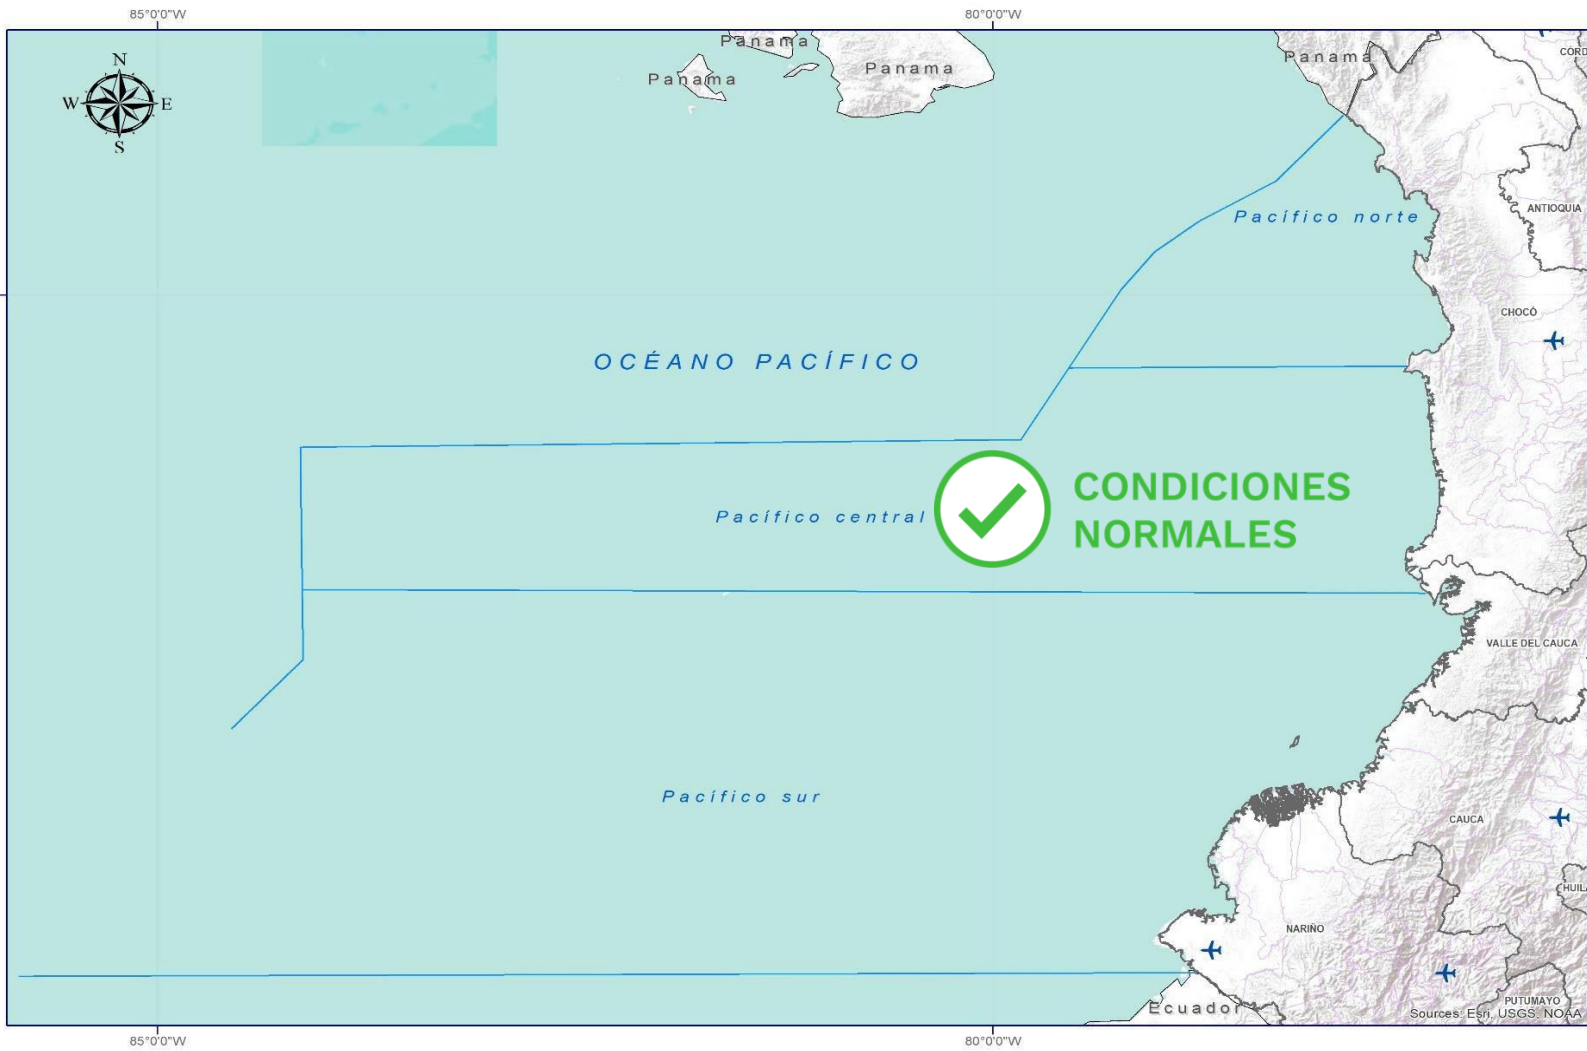 85°0'0"W
80°0'0"W
N
W
E
S
Panama
Panama
Panama
Panama
CORD
ANTIOQUIA
Pacífico norte
CHOCÓ
OCÉANO PACÍFICO
CONDICIONES
NORMALES
Pacífico central
VALLE DEL CAUCA
Pacífico sur
CAUCA
HUILA
NARIÑO
PUTUMAYO
Ecuador
Sources: Esri, USGS, NOAA
85°0'0"W
80°0'0"W